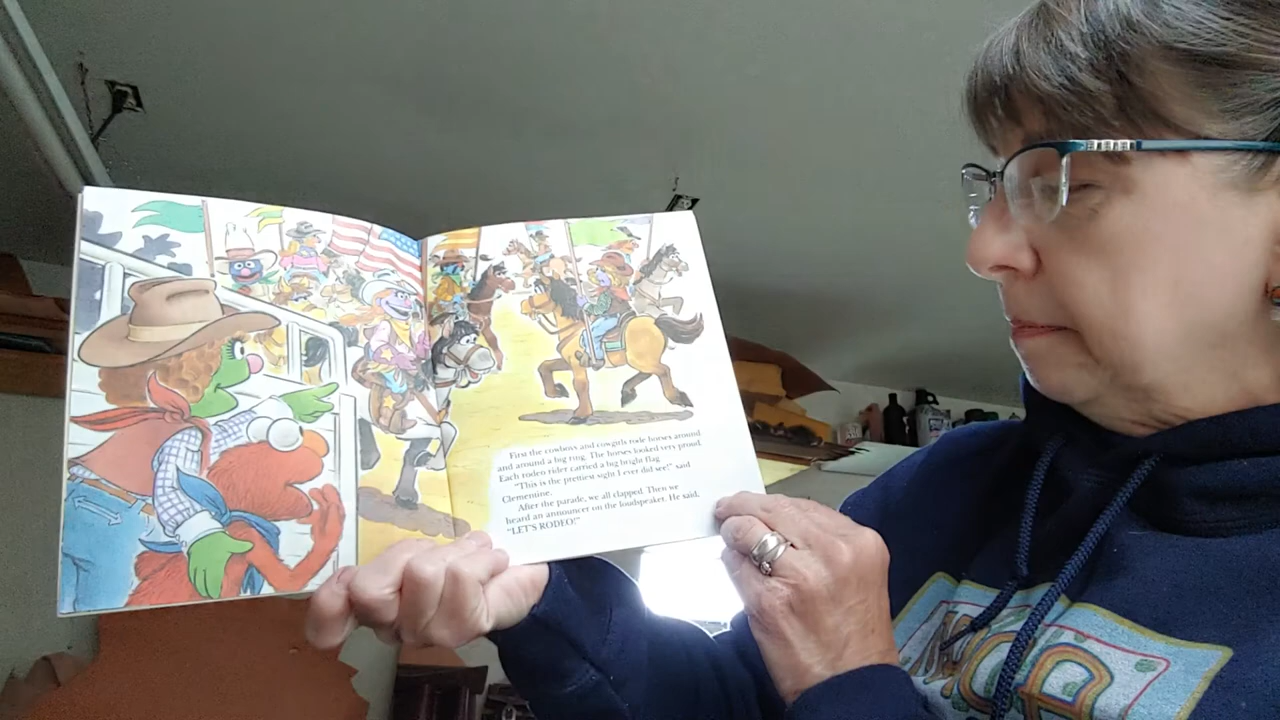 First the cowboys and cowgirls rode horses around
and around a big ring. The horses looked very proud.
Each rodeo rider carried a big bright flag.
"This is the prettiest sight I ever did see!" said
Clementine.
After the parade, we all clapped. Then we
heard an announcer on the loudspeaker. He said,
"LET'S RODEO!"